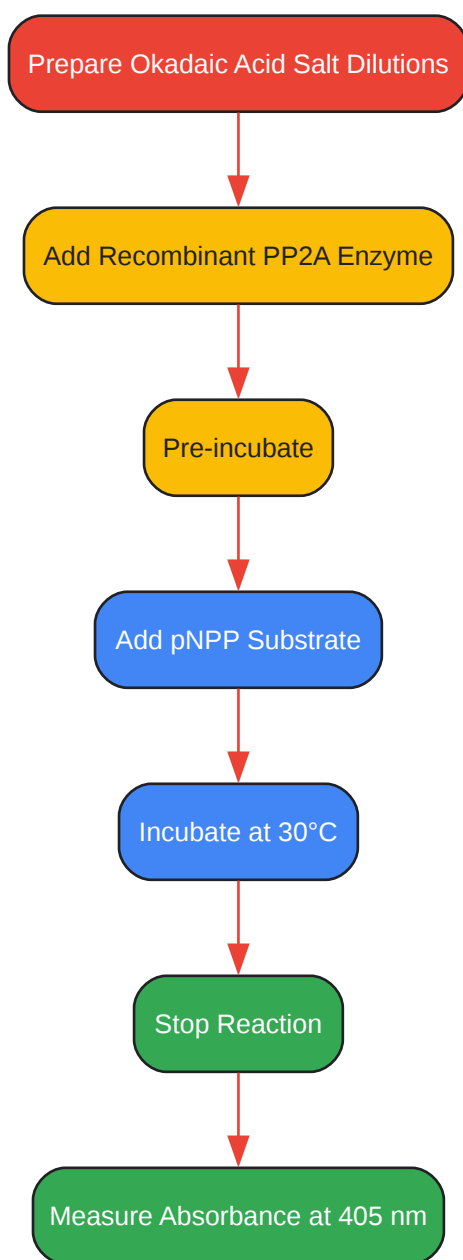 Prepare Okadaic Acid Salt Dilutions
Add Recombinant PP2A Enzyme
Pre-incubate
Add pNPP Substrate
Incubate at 30°C
Stop Reaction
Measure Absorbance at 405 nm